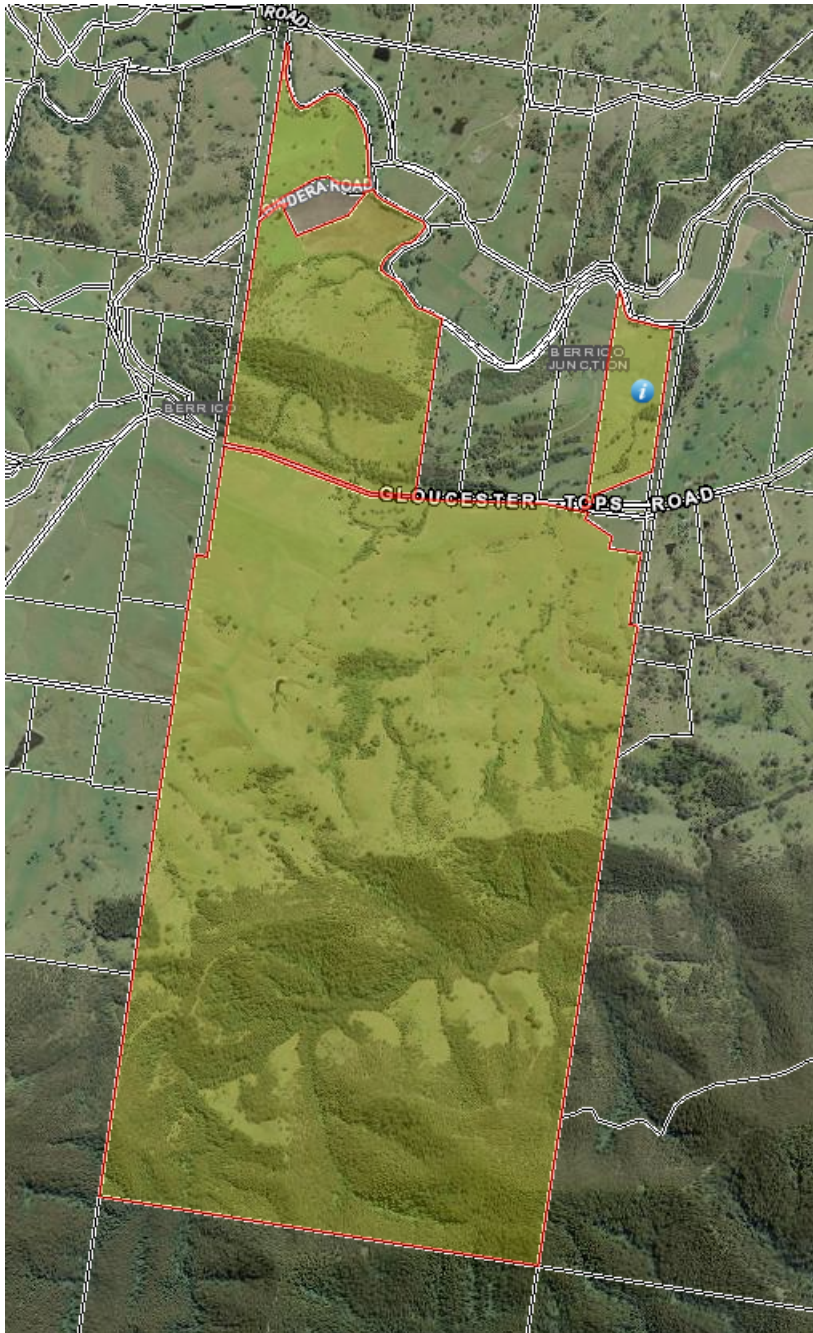 ROAD
BINDERA ROAD
BERRICO
JUNCTION
i
BERRICO
GLOUCESTER TOPS ROAD